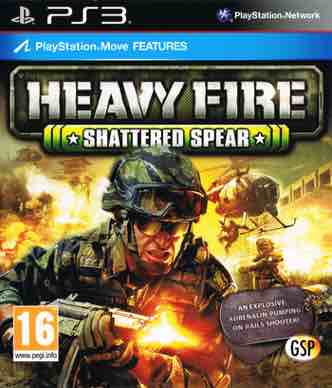 PS3
PlayStation®Network
PlayStation®Move FEATURES
HEAVY FIRE
SHATTERED SPEAR
AN EXPLOSIVE,
ADRENALIN PUMPING
ON RAILS SHOOTER!
16
www.pegi.info
GSP